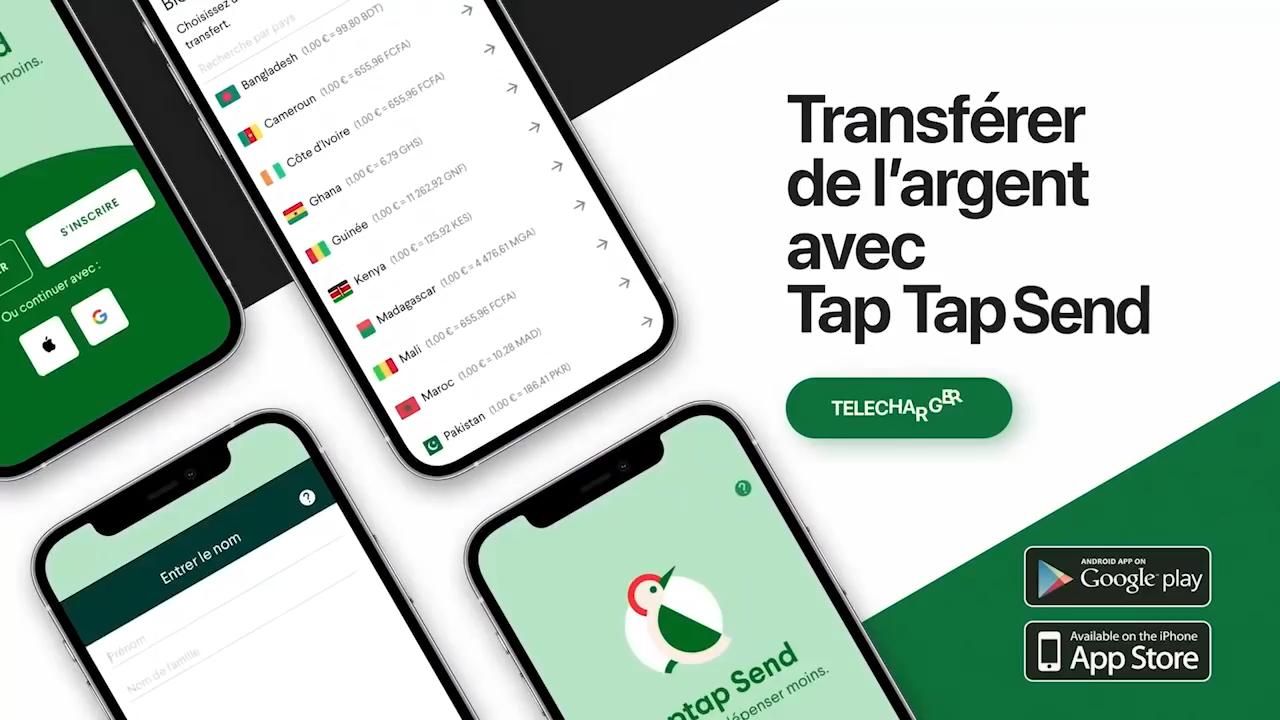 moins.
S'INSCRIRE
Ou continuer avec :
Choisissez
transfert.
Recherche par pays
Bangladesh (1,00 € = 99,80 BDT)
Cameroun (1,00 € = 655,96 FCFA)
Côte d'Ivoire (1,00 € = 655,96 FCFA)
Ghana (1,00 € = 6,79 GHS)
Guinée (1,00 € = 11 262,92 GNF)
Kenya (1,00 € = 125,92 KES)
Madagascar (1,00 € = 4 476,61 MGA)
Mali (1,00 € = 655,96 FCFA)
Maroc (1,00 € = 10,28 MAD)
Pakistan (1,00 € = 186,41 PKR)
Transférer
de l'argent
avec
Tap Tap Send
TELECHARGER
Entrer le nom
Prénom
Nom de famille
ptap Send
dépenser moins.
ANDROID APP ON
Google play
Available on the iPhone
App Store